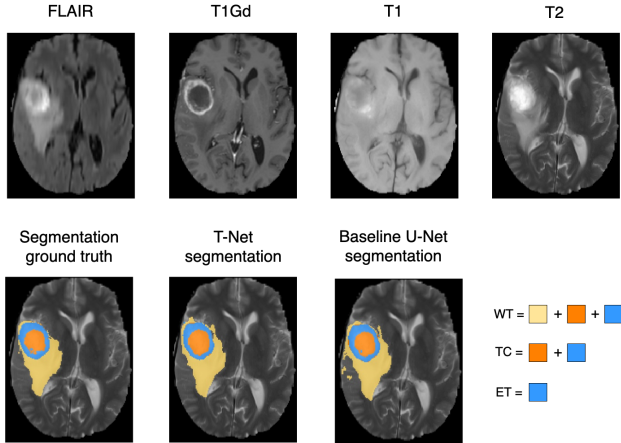 FLAIR
T1Gd
T1
T2
Segmentation
ground truth
T-Net
segmentation
Baseline U-Net
segmentation
WT = + +
TC = +
ET =